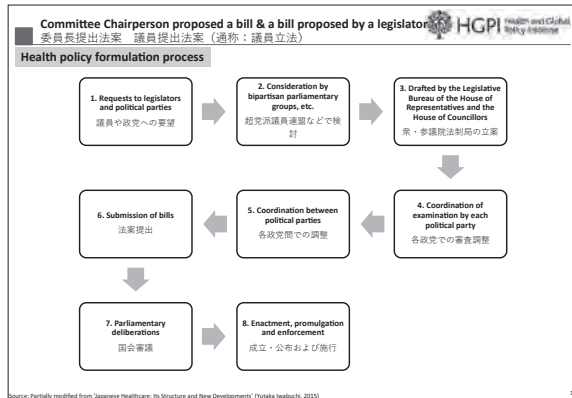 Committee Chairperson proposed a bill & a bill proposed by a legislator
委員長提出法案　議員提出法案（通称：議員立法）
HGPI Health and Global
Policy Institute
Health policy formulation process
1. Requests to legislators
and political parties
議員や政党への要望
2. Consideration by
bipartisan parliamentary
groups, etc.
超党派議員連盟などで検
討
3. Drafted by the Legislative
Bureau of the House of
Representatives and the
House of Councillors
衆・参議院法制局の立案
6. Submission of bills
法案提出
5. Coordination between
political parties
各政党間での調整
4. Coordination of
examination by each
political party
各政党での審査調整
7. Parliamentary
deliberations
国会審議
8. Enactment, promulgation
and enforcement
成立・公布および施行
Source: Partially modified from 'Japanese Healthcare: Its Structure and New Developments' (Yutaka Iwabuchi, 2015)